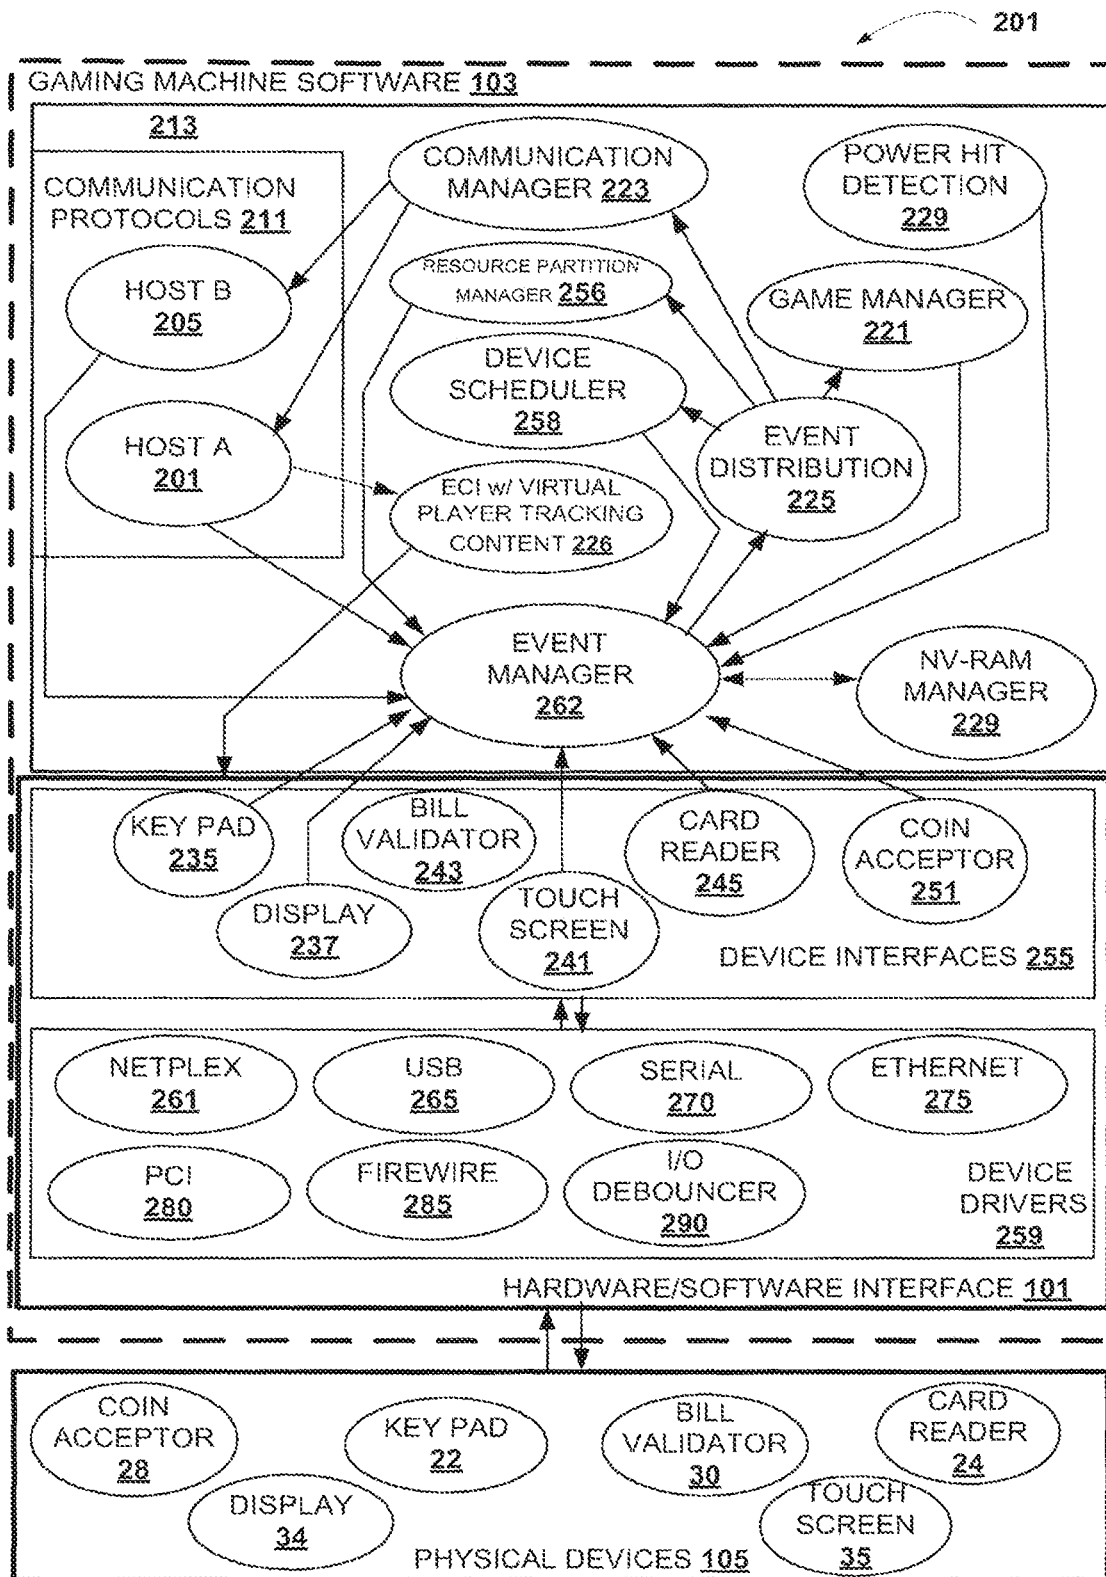 201
GAMING MACHINE SOFTWARE 103
213
COMMUNICATION
PROTOCOLS 211
HOST B
205
HOST A
201
COMMUNICATION
MANAGER 223
RESOURCE PARTITION
MANAGER 256
DEVICE
SCHEDULER
258
ECI w/ VIRTUAL
PLAYER TRACKING
CONTENT 226
POWER HIT
DETECTION
229
GAME MANAGER
221
EVENT
DISTRIBUTION
225
EVENT
MANAGER
262
NV-RAM
MANAGER
229
KEY PAD
235
BILL
VALIDATOR
243
CARD
READER
245
COIN
ACCEPTOR
251
DISPLAY
237
TOUCH
SCREEN
241
DEVICE INTERFACES 255
NETPLEX
261
USB
265
SERIAL
270
ETHERNET
275
PCI
280
FIREWIRE
285
I/O
DEBOUNCER
290
DEVICE
DRIVERS
259
HARDWARE/SOFTWARE INTERFACE 101
COIN
ACCEPTOR
28
KEY PAD
22
BILL
VALIDATOR
30
CARD
READER
24
DISPLAY
34
TOUCH
SCREEN
35
PHYSICAL DEVICES 105